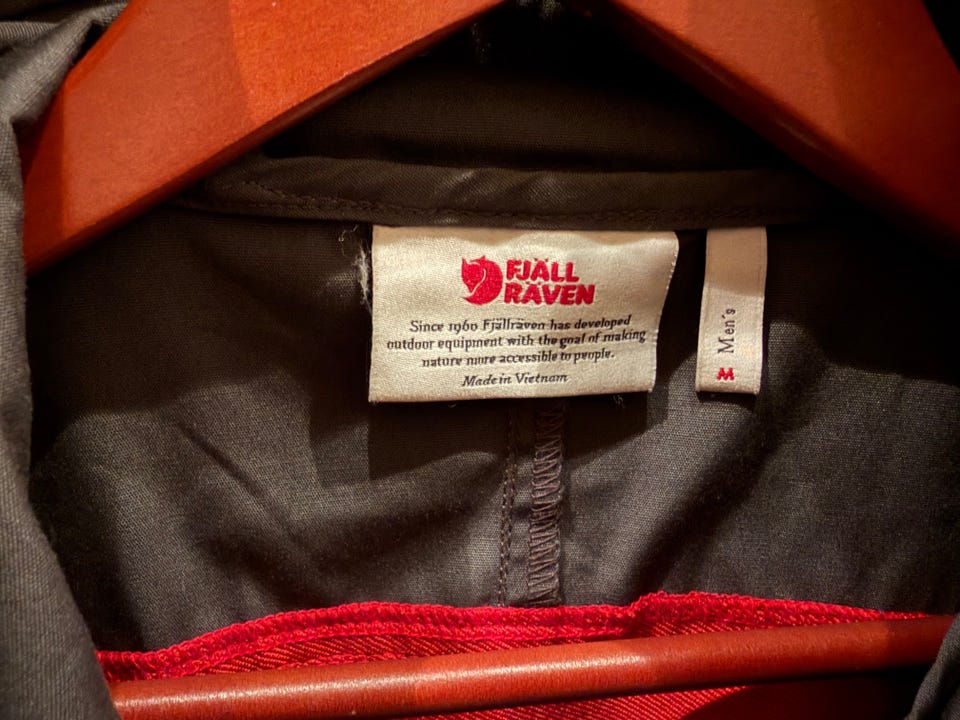 FJÄLL
RÄVEN
Since 1960 Fjällräven has developed
outdoor equipment with the goal of making
nature more accessible to people.
Made in Vietnam
Men's
M